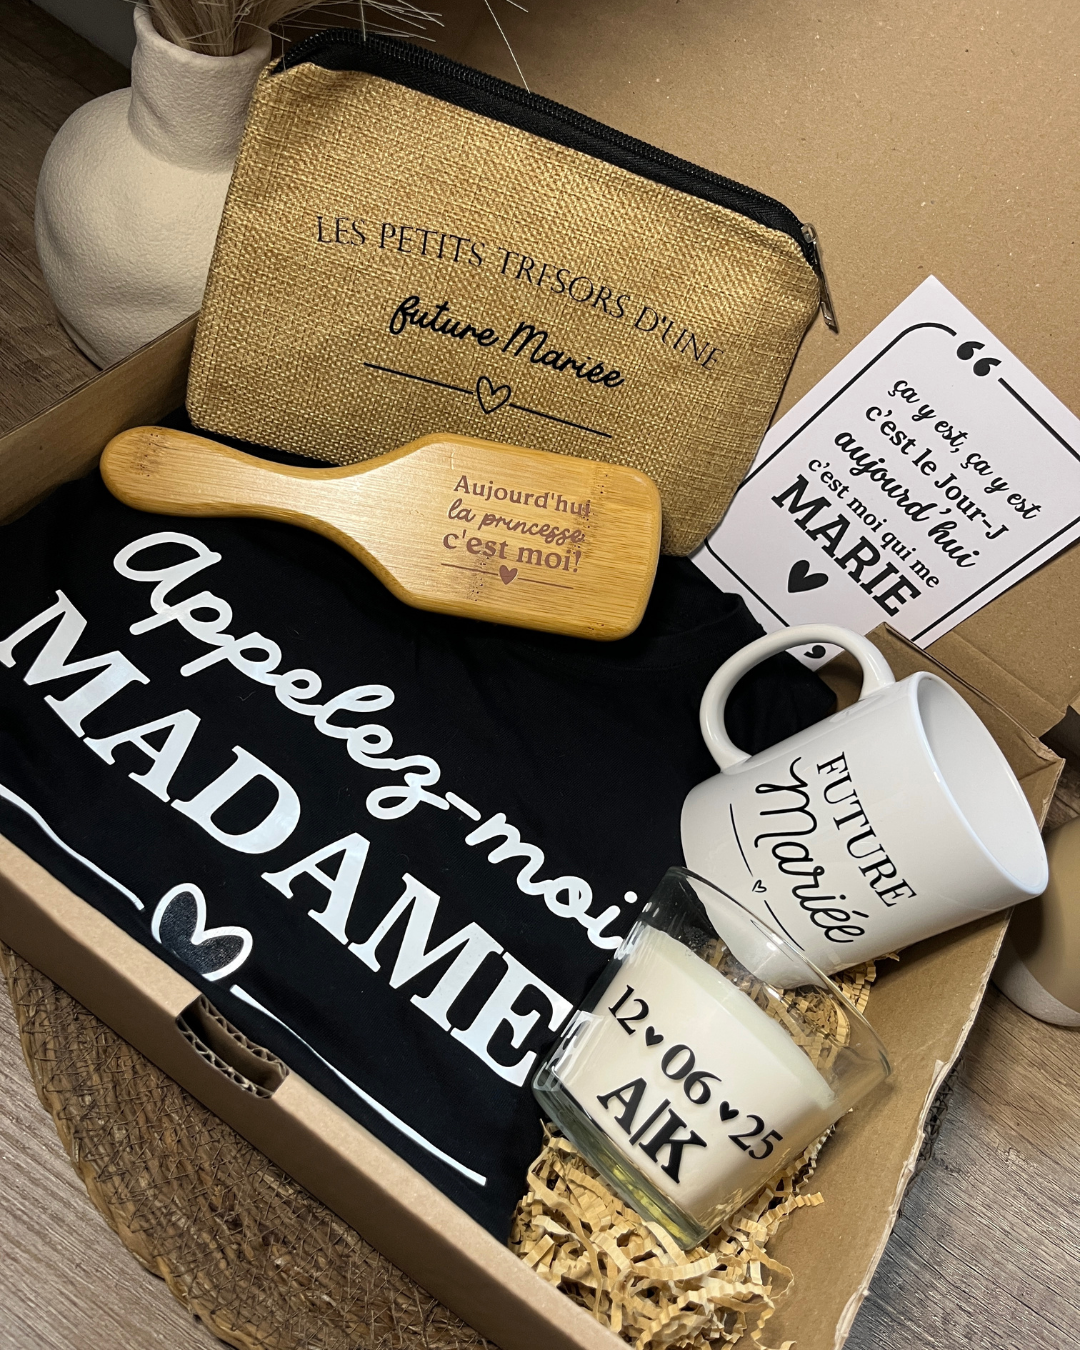 LES PETITS TRESORS D'UNE
future Mariée
Aujourd'hui
la princesse
c'est moi!
ça y est, ça y est
c'est le Jour-J
aujourd'hui
c'est moi qui me
MARIE
Appelez-moi
MADAME
FUTURE
Mariée
12♥06♥25
A|K